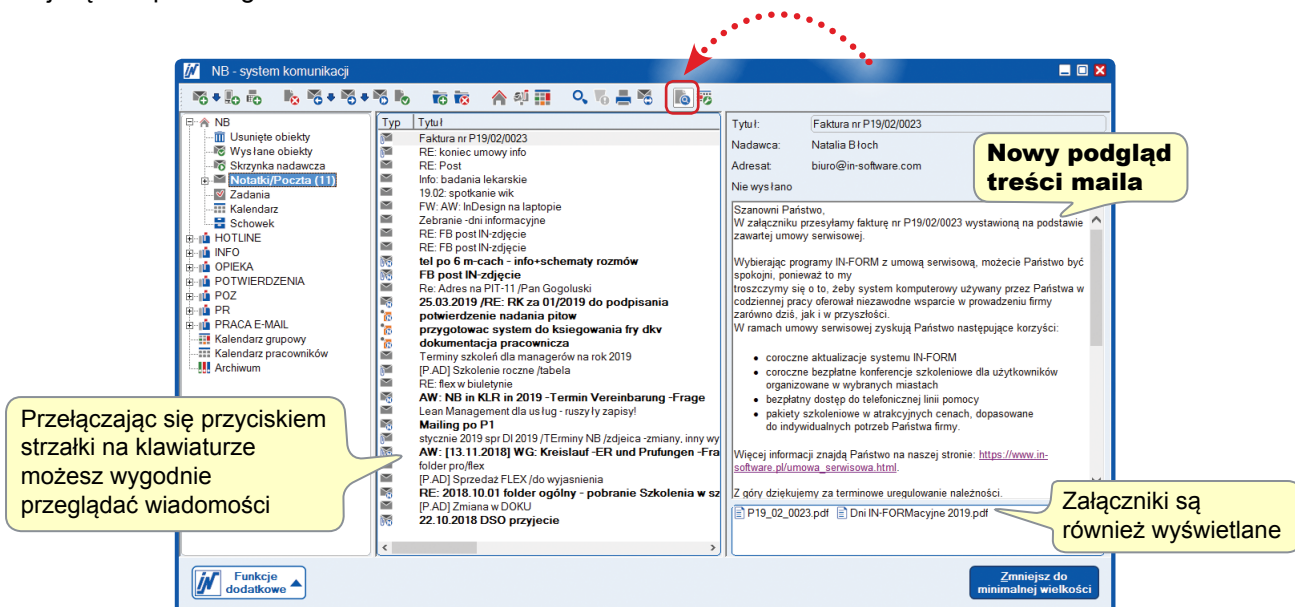 NB - system komunikacji
NB
Usunięte obiekty
Wysłane obiekty
Skrzynka nadawcza
Notatki/Poczta (11)
Zadania
Kalendarz
Schowek
HOTLINE
INFO
OPIEKA
POTWIERDZENIA
POZ
PR
PRACA E-MAIL
Kalendarz grupowy
Kalendarz pracowników
Archiwum
Typ Tytuł
Faktura nr P19/02/0023
RE: koniec umowy info
RE: Post
Info: badania lekarskie
19.02: spotkanie wik
FW: AW: InDesign na laptopie
Zebranie -dni informacyjne
RE: FB post IN-zdjęcie
RE: FB post IN-zdjęcie
tel po 6 m-cach - info+schematy rozmów
FB post IN-zdjęcie
Re: Adres na PIT-11 /Pan Gogoluski
25.03.2019 /RE: RK za 01/2019 do podpisania
potwierdzenie nadania pitow
przygotowac system do ksiegowania fry dkv
dokumentacja pracownicza
Terminy szkoleń dla managerów na rok 2019
[P.AD] Szkolenie roczne /tabela
RE: flex w biuletynie
AW: NB in KLR in 2019 -Termin Vereinbarung -Frage
Lean Management dla usług - ruszyły zapisy!
Mailing po P1
stycznie 2019 spr DI 2019 /TErminy NB /zdjeica -zmiany, inny wy
AW: [13.11.2018] WG: Kreislauf -ER und Prufungen -Fra
folder pro/flex
[P.AD] Sprzedaż FLEX /do wyjasnienia
RE: 2018.10.01 folder ogólny - pobranie Szkolenia w sz
[P.AD] Zmiana w DOKU
22.10.2018 DSO przyjecie
Tytuł: Faktura nr P19/02/0023
Nadawca: Natalia Błoch
Adresat: biuro@in-software.com
Nie wysłano
Nowy podgląd
treści maila
Szanowni Państwo,
W załączniku przesyłamy fakturę nr P19/02/0023 wystawioną na podstawie
zawartej umowy serwisowej.
Wybierając programy IN-FORM z umową serwisową, możecie Państwo być
spokojni, ponieważ to my
troszczymy się o to, żeby system komputerowy używany przez Państwa w
codziennej pracy oferował niezawodne wsparcie w prowadzeniu firmy
zarówno dziś, jak i w przyszłości.
W ramach umowy serwisowej zyskują Państwo następujące korzyści:
• coroczne aktualizacje systemu IN-FORM
• coroczne bezpłatne konferencje szkoleniowe dla użytkowników
organizowane w wybranych miastach
• bezpłatny dostęp do telefonicznej linii pomocy
• pakiety szkoleniowe w atrakcyjnych cenach, dopasowane
do indywidualnych potrzeb Państwa firmy.
Więcej informacji znajdą Państwo na naszej stronie: https://www.in-
software.pl/umowa_serwisowa.html.
Z góry dziękujemy za terminowe uregulowanie należności.
P19_02_0023.pdf Dni IN-FORMacyjne 2019.pdf
Przełączając się przyciskiem
strzałki na klawiaturze
możesz wygodnie
przeglądać wiadomości
Załączniki są
również wyświetlane
Funkcje
dodatkowe
Zmniejsz do
minimalnej wielkości